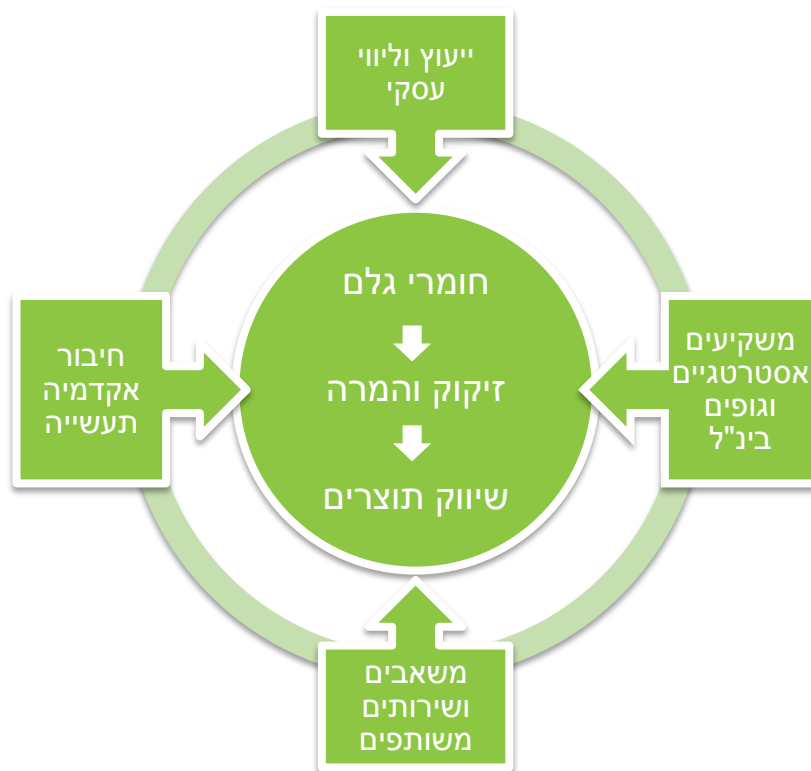 ייעוץ וליווי
עסקי
חומרי גלם
זיקוק והמרה
שיווק תוצרים
משקיעים
אסטרטגיים
וגופים
בינ"ל
חיבור
אקדמיה
תעשייה
משאבים
ושירותים
משותפים